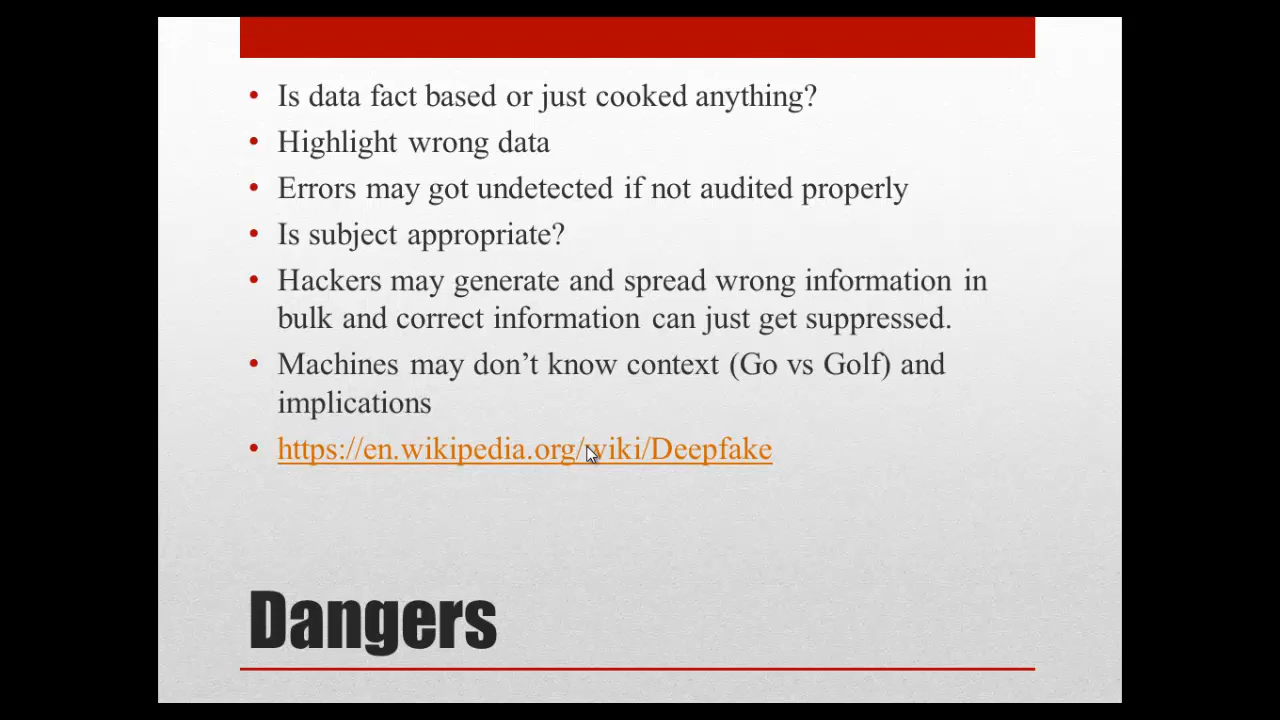 Is data fact based or just cooked anything?
Highlight wrong data
Errors may got undetected if not audited properly
Is subject appropriate?
Hackers may generate and spread wrong information in
bulk and correct information can just get suppressed.
Machines may don’t know context (Go vs Golf) and
implications
https://en.wikipedia.org/wiki/Deepfake
Dangers